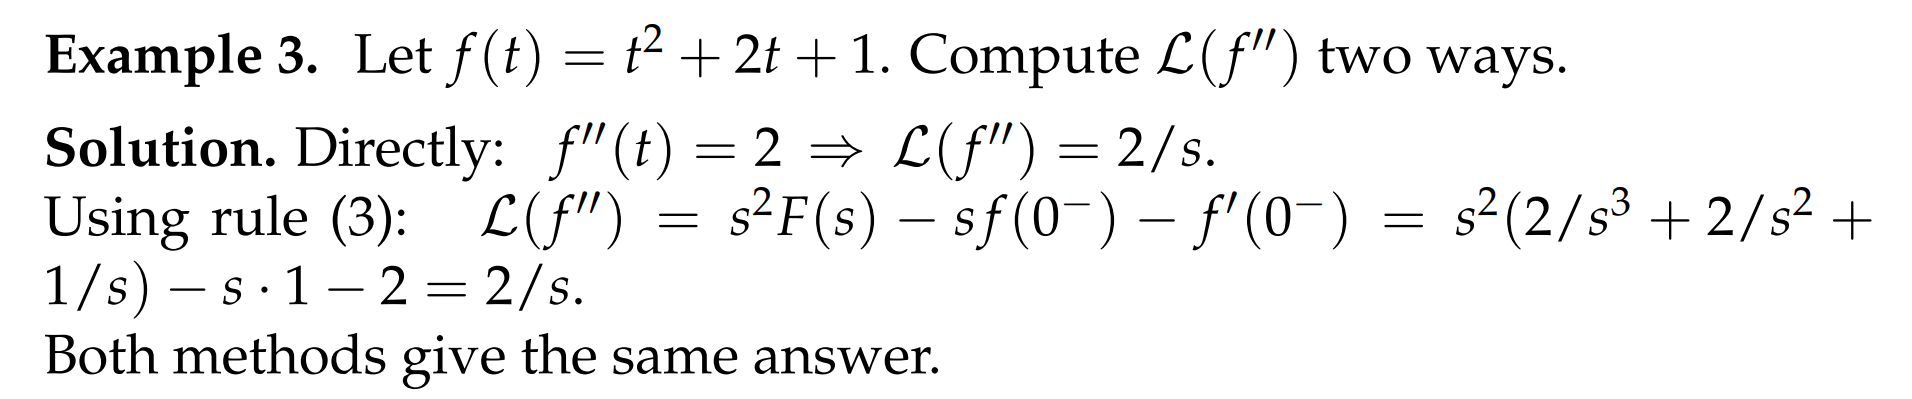 Example 3. Let f(t) = t² + 2t + 1. Compute ℒ(f″) two ways.
Solution. Directly: f″(t) = 2 ⇒ ℒ(f″) = 2/s.
Using rule (3): ℒ(f″) = s²F(s) − sf(0⁻) − f′(0⁻) = s²(2/s³ + 2/s² +
1/s) − s · 1 − 2 = 2/s.
Both methods give the same answer.